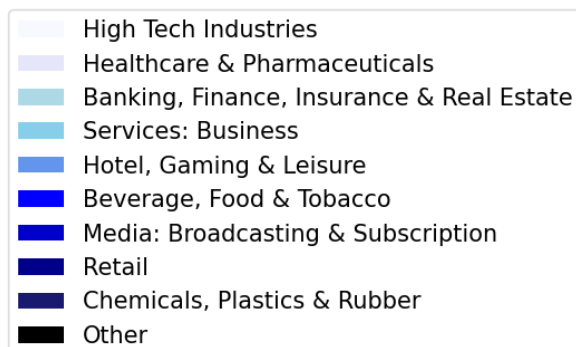 High Tech Industries
Healthcare & Pharmaceuticals
Banking, Finance, Insurance & Real Estate
Services: Business
Hotel, Gaming & Leisure
Beverage, Food & Tobacco
Media: Broadcasting & Subscription
Retail
Chemicals, Plastics & Rubber
Other